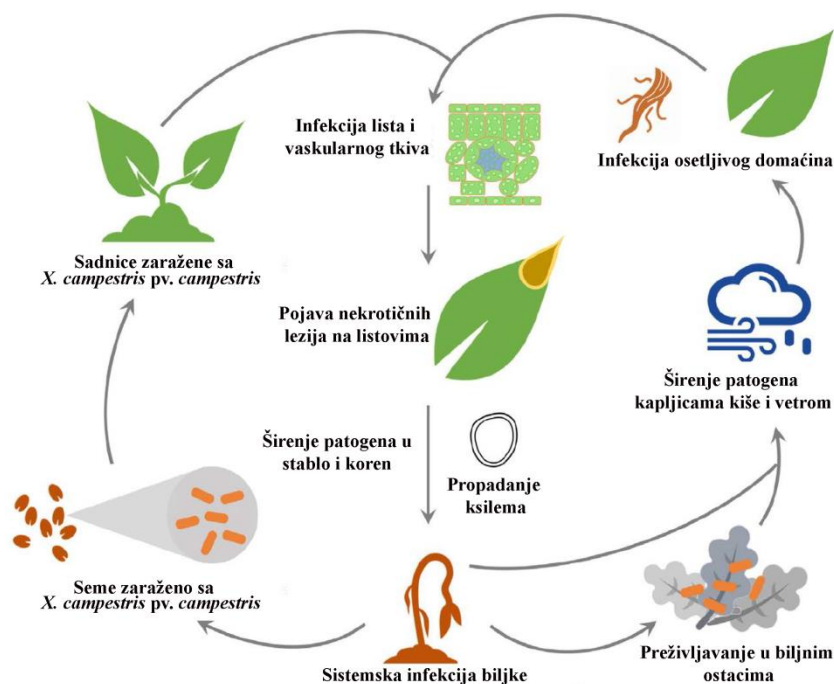 Infekcija lista i
vaskularnog tkiva
Infekcija osetljivog domaćina
Sadnice zaražene sa
X. campestris pv. campestris
Pojava nekrotičnih
lezija na listovima
Širenje patogena
kapljicama kiše i vetrom
Širenje patogena u
stablo i koren
Propadanje
ksilema
Seme zaraženo sa
X. campestris pv. campestris
Sistemska infekcija biljke
Preživljavanje u biljnim
ostacima